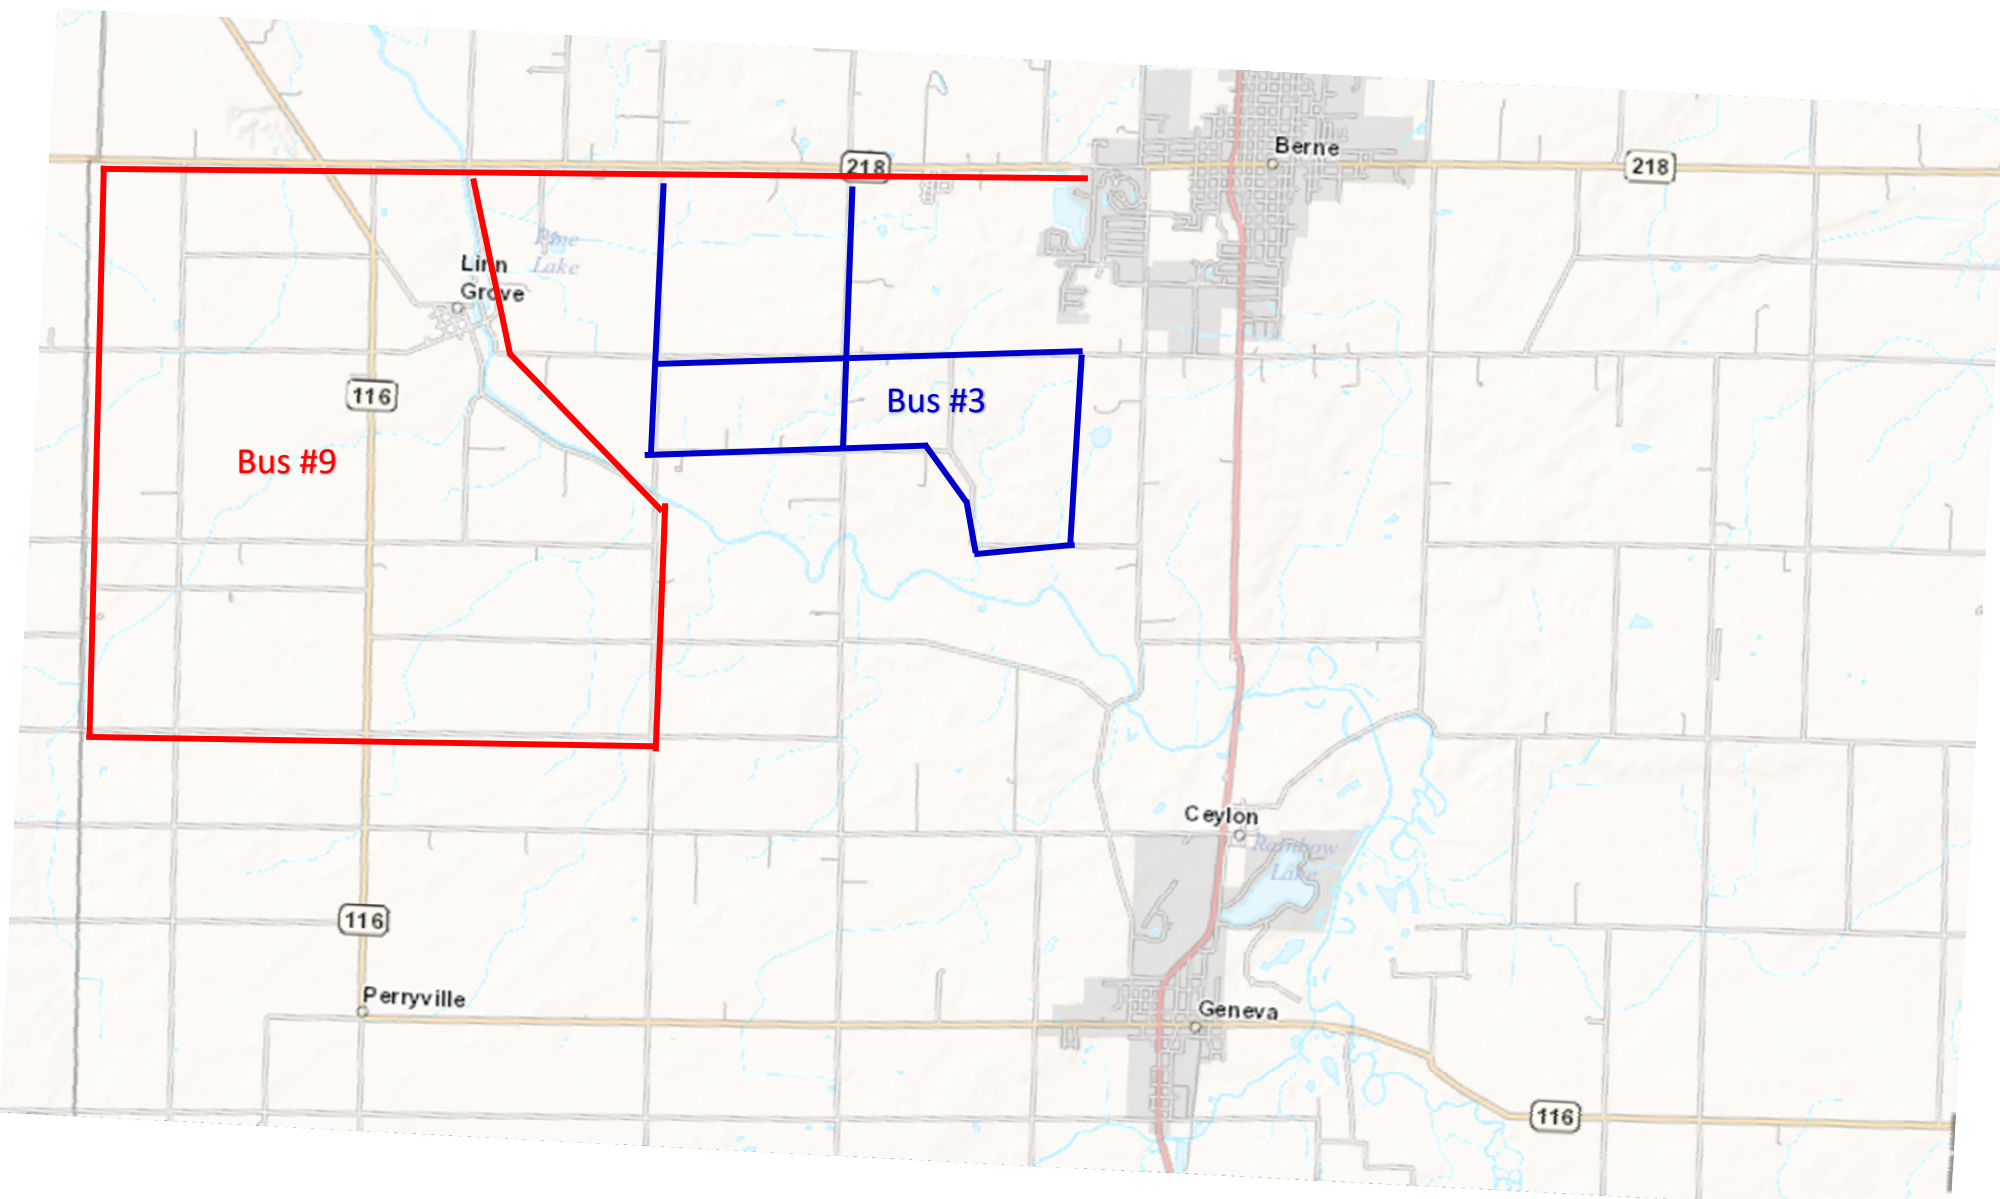 Berne
218
218
Pine
Lake
Linn
Grove
116
Bus #3
Bus #9
Ceylon
Rainbow
Lake
116
Perryville
Geneva
116